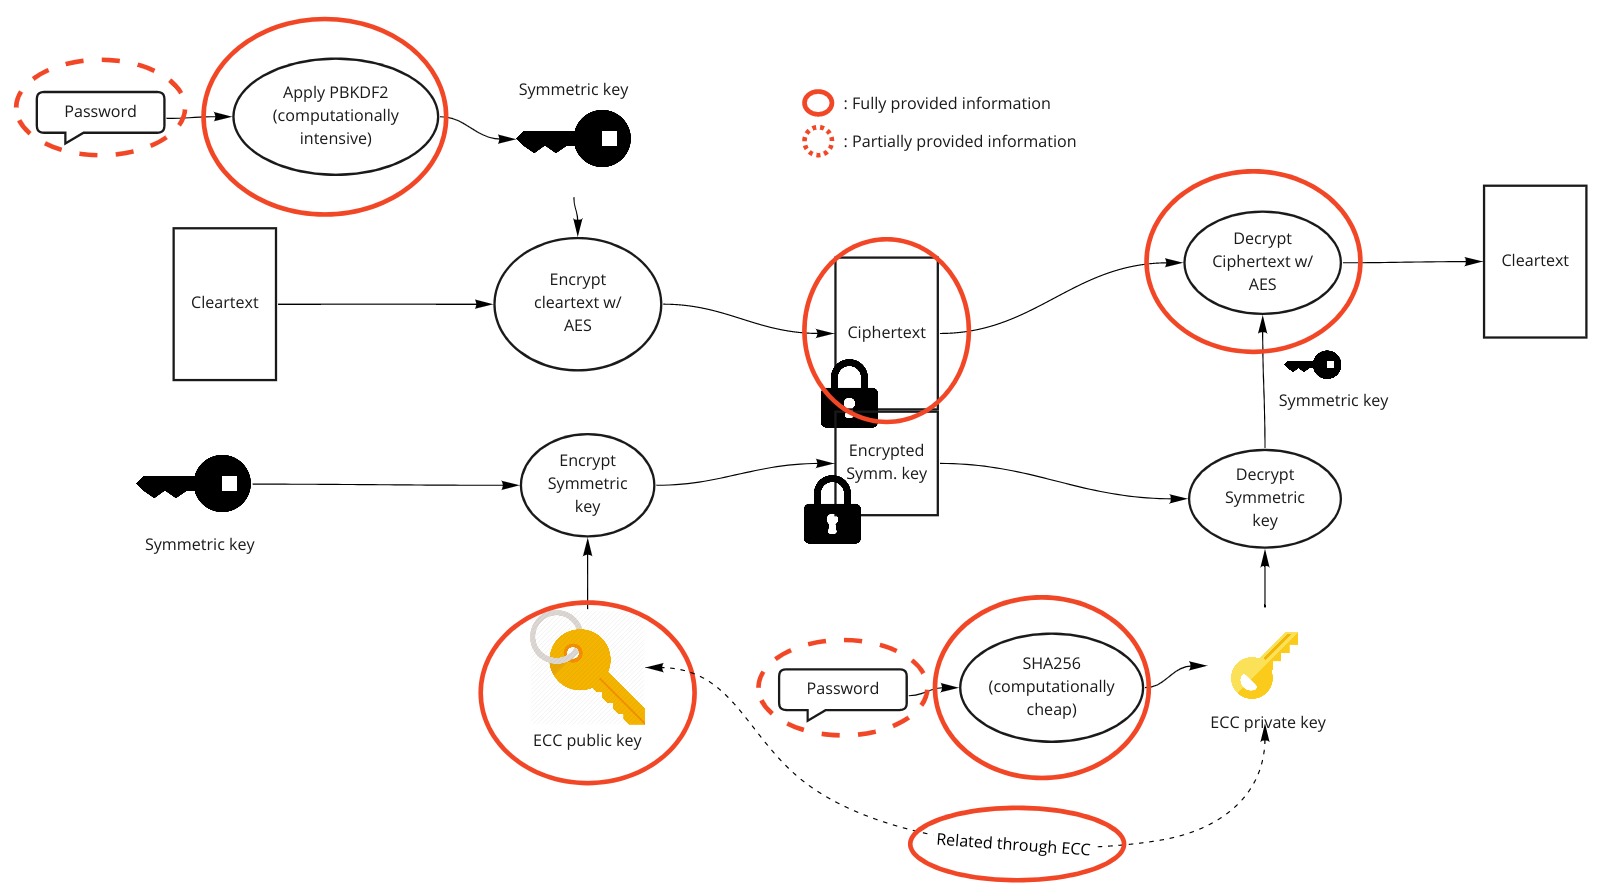 Password
Apply PBKDF2
(computationally
intensive)
Symmetric key
: Fully provided information
: Partially provided information
Cleartext
Encrypt
cleartext w/
AES
Ciphertext
Decrypt
Ciphertext w/
AES
Cleartext
Symmetric key
Symmetric key
Encrypt
Symmetric
key
Encrypted
Symm. key
Decrypt
Symmetric
key
ECC public key
Password
SHA256
(computationally
cheap)
ECC private key
Related through ECC